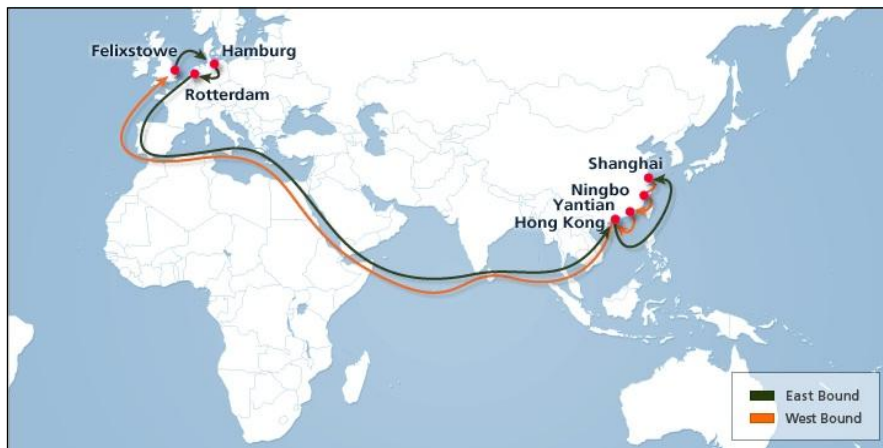 Felixstowe
Hamburg
Rotterdam
Shanghai
Ningbo
Yantian
Hong Kong
East Bound
West Bound